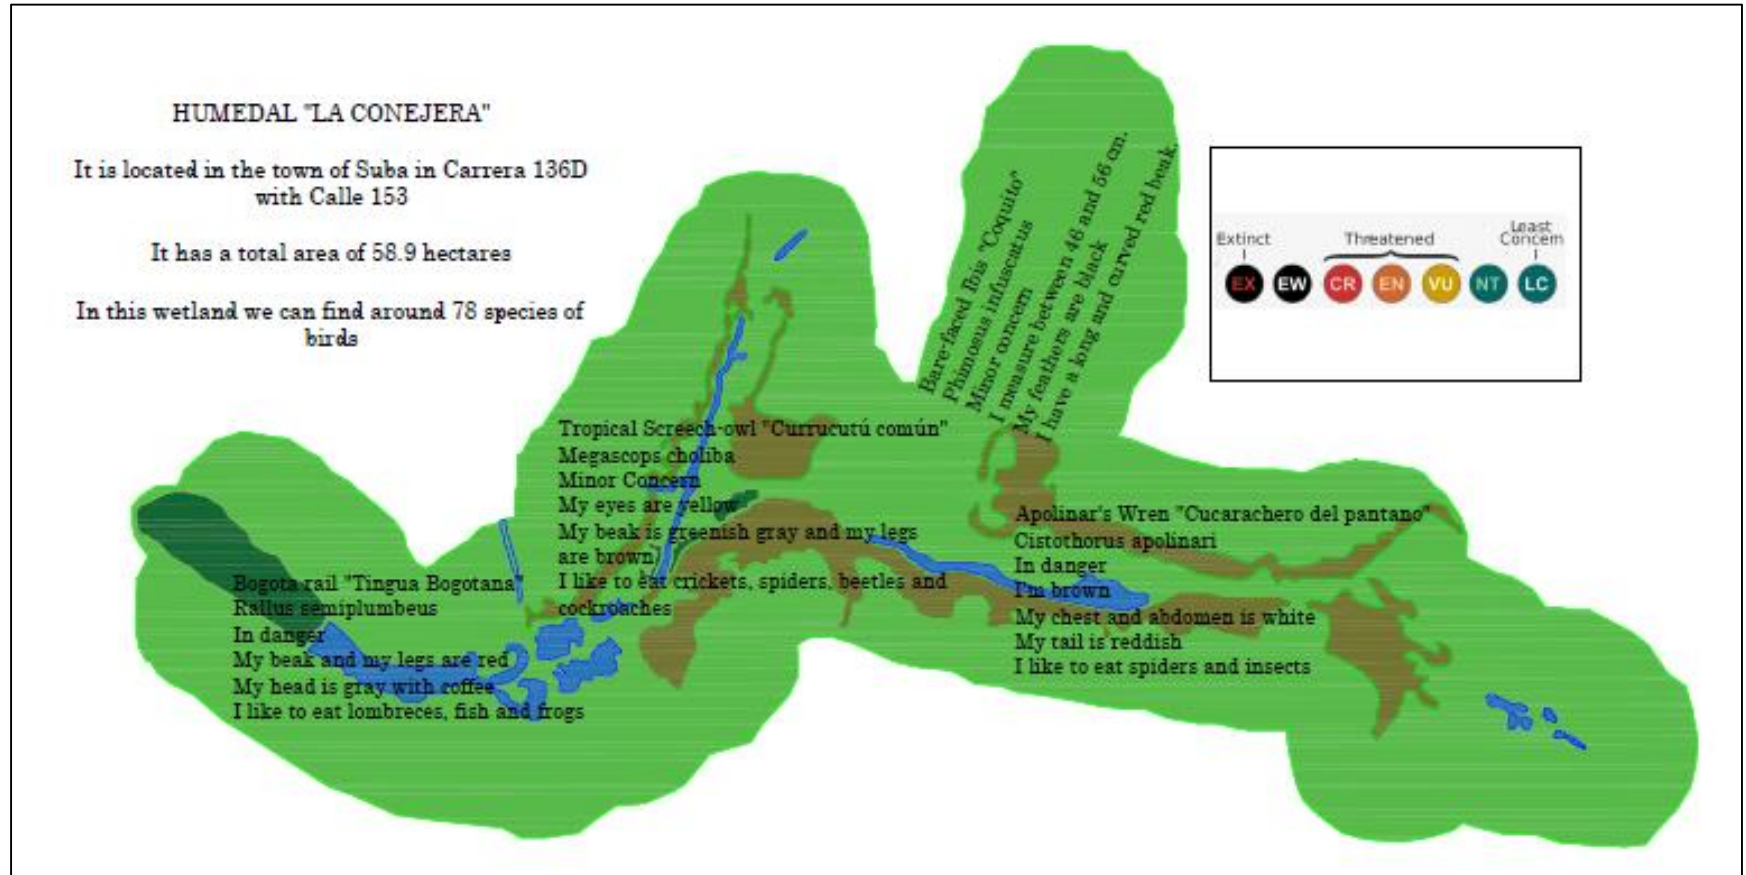 HUMEDAL "LA CONEJERA"
It is located in the town of Suba in Carrera 136D
with Calle 153
It has a total area of 58.9 hectares
In this wetland we can find around 78 species of
birds
Bare-faced Ibis "Coquito"
Phimosus infuscatus
Minor concern
I measure between 46 and 56 cm.
My feathers are black
I have a long and curved red beak.
Extinct
Threatened
Least
Concern
EX EW CR EN VU NT LC
Tropical Screech-owl "Currucutú común"
Megascops choliba
Minor Concern
My eyes are yellow
My beak is greenish gray and my legs
are brown
I like to eat crickets, spiders, beetles and
cockroaches
Apolinar's Wren "Cucarachero del pantano"
Cistothorus apolinari
In danger
I'm brown
My chest and abdomen is white
My tail is reddish
I like to eat spiders and insects
Bogota rail "Tingua Bogotana"
Rallus semiplumbeus
In danger
My beak and my legs are red
My head is gray with coffee
I like to eat lombreces, fish and frogs